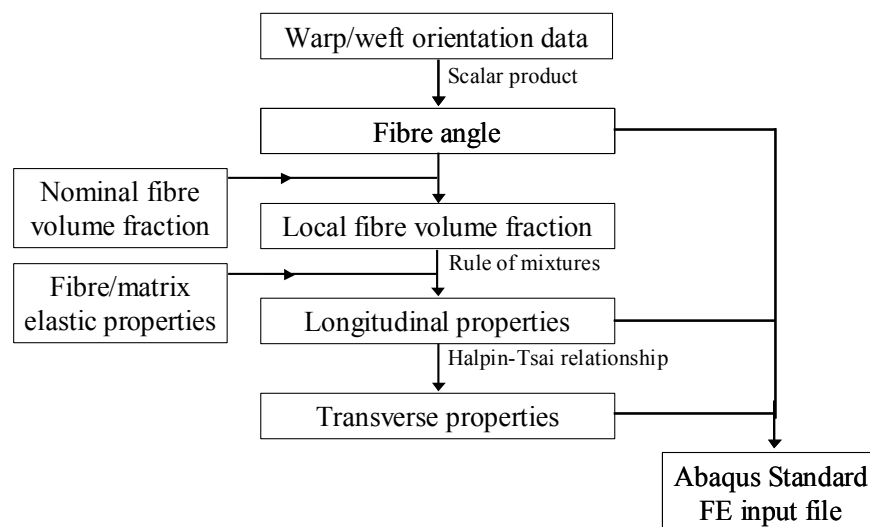 Warp/weft orientation data
Scalar product
Fibre angle
Nominal fibre
volume fraction
Local fibre volume fraction
Rule of mixtures
Fibre/matrix
elastic properties
Longitudinal properties
Halpin-Tsai relationship
Transverse properties
Abaqus Standard
FE input file